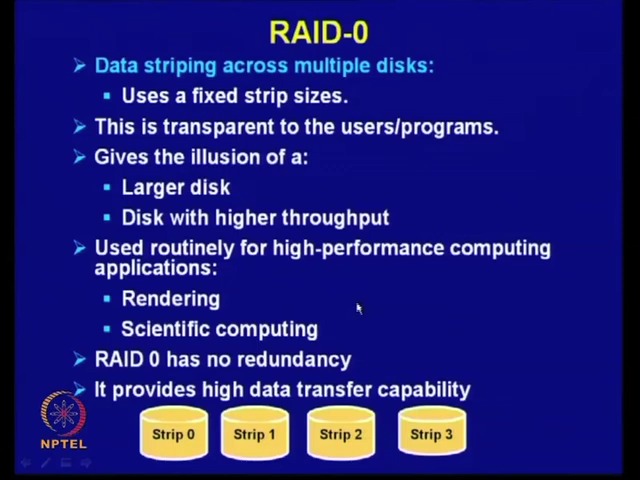 RAID-0
Data striping across multiple disks:
Uses a fixed strip sizes.
This is transparent to the users/programs.
Gives the illusion of a:
Larger disk
Disk with higher throughput
Used routinely for high-performance computing
applications:
Rendering
Scientific computing
RAID 0 has no redundancy
It provides high data transfer capability
Strip 0
Strip 1
Strip 2
Strip 3
NPTEL